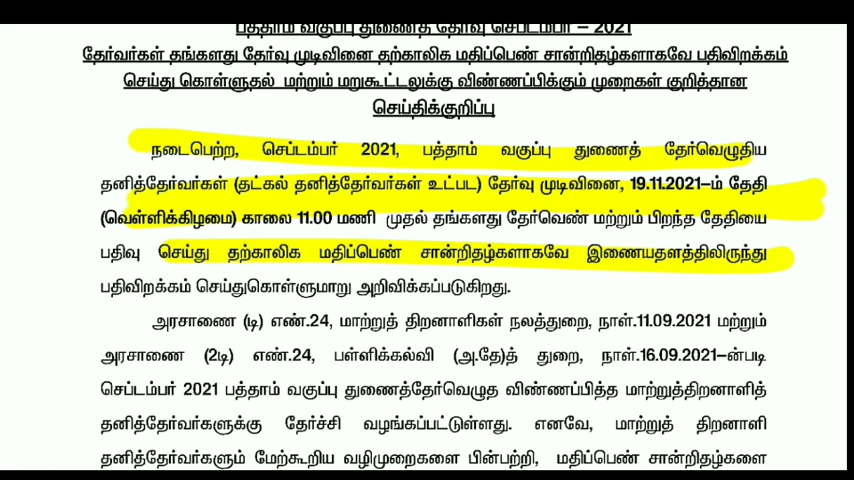 பத்தாம் வகுப்பு துணைத் தேர்வு செப்டம்பர் – 2021
தேர்வர்கள் தங்களது தேர்வு முடிவினை தற்காலிக மதிப்பெண் சான்றிதழ்களாகவே பதிவிறக்கம்
செய்து கொள்ளுதல் மற்றும் மறுகூட்டலுக்கு விண்ணப்பிக்கும் முறைகள் குறித்தான
செய்திக்குறிப்பு
நடைபெற்ற, செப்டம்பர் 2021, பத்தாம் வகுப்பு துணைத் தேர்வெழுதிய
தனித்தேர்வர்கள் (தட்கல் தனித்தேர்வர்கள் உட்பட) தேர்வு முடிவினை, 19.11.2021–ம் தேதி
(வெள்ளிக்கிழமை) காலை 11.00 மணி முதல் தங்களது தேர்வெண் மற்றும் பிறந்த தேதியை
பதிவு செய்து தற்காலிக மதிப்பெண் சான்றிதழ்களாகவே இணையதளத்திலிருந்து
பதிவிறக்கம் செய்துகொள்ளுமாறு அறிவிக்கப்படுகிறது.
அரசாணை (டி) எண்.24, மாற்றுத் திறனாளிகள் நலத்துறை, நாள்.11.09.2021 மற்றும்
அரசாணை (2டி) எண்.24, பள்ளிக்கல்வி (அ.தே)த் துறை, நாள்.16.09.2021–ன்படி
செப்டம்பர் 2021 பத்தாம் வகுப்பு துணைத்தேர்வெழுத விண்ணப்பித்த மாற்றுத்திறனாளித்
தனித்தேர்வர்களுக்கு தேர்ச்சி வழங்கப்பட்டுள்ளது. எனவே, மாற்றுத் திறனாளி
தனித்தேர்வர்களும் மேற்கூறிய வழிமுறைகளை பின்பற்றி, மதிப்பெண் சான்றிதழ்களை